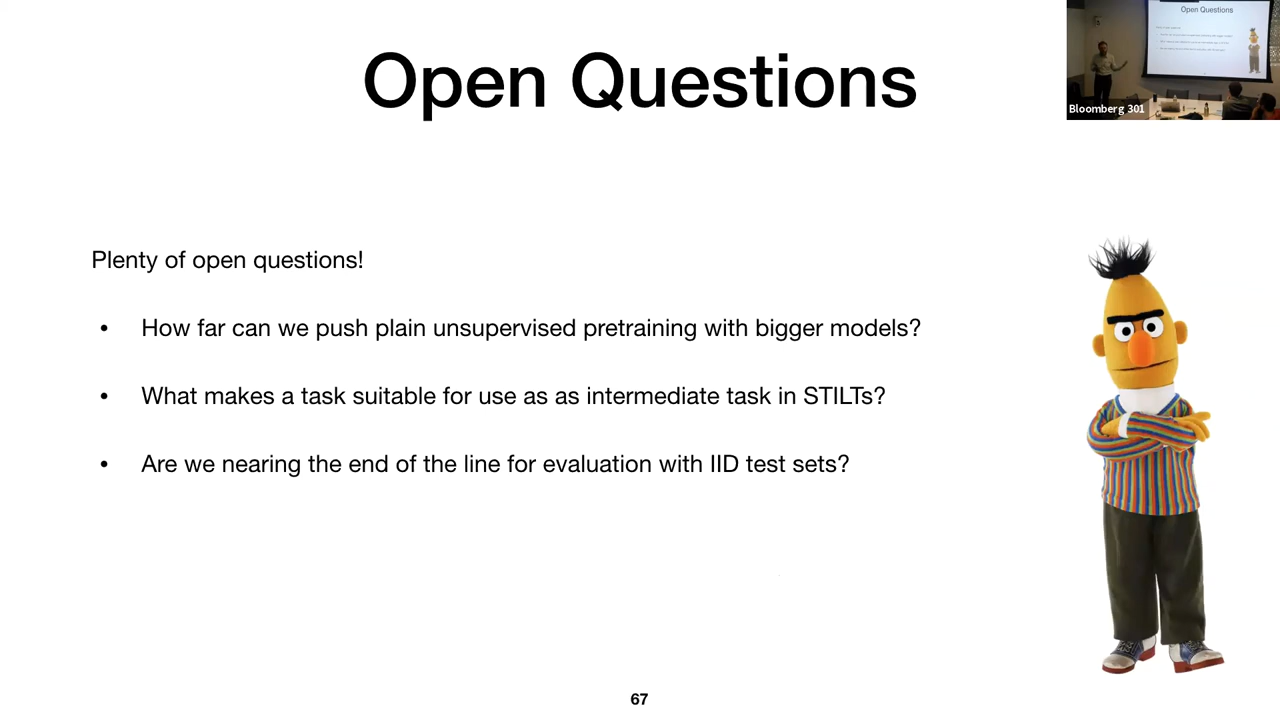 Open Questions
Open Questions
Bloomberg 301
Plenty of open questions!
• How far can we push plain unsupervised pretraining with bigger models?
• What makes a task suitable for use as as intermediate task in STILTs?
• Are we nearing the end of the line for evaluation with IID test sets?
67